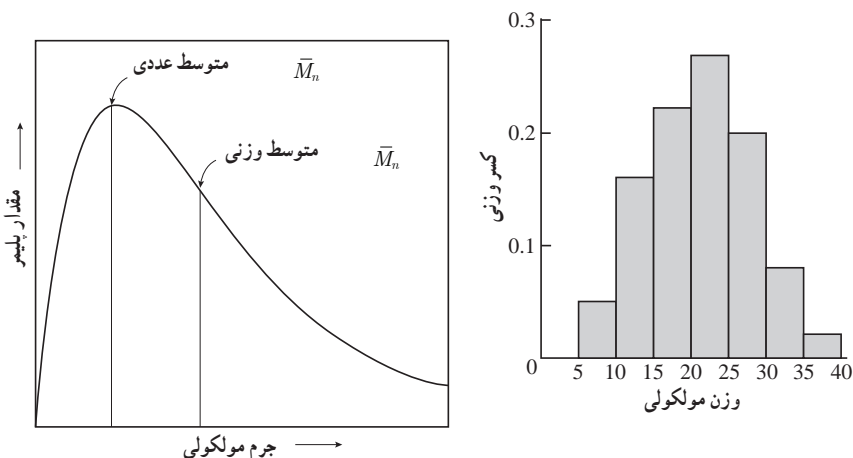 متوسط عددی
M̄n
متوسط وزنی
M̄n
مقدار پلیمر
جرم مولکولی
0.3
0.2
0.1
0
کسر وزنی
5 10 15 20 25 30 35 40
وزن مولکولی